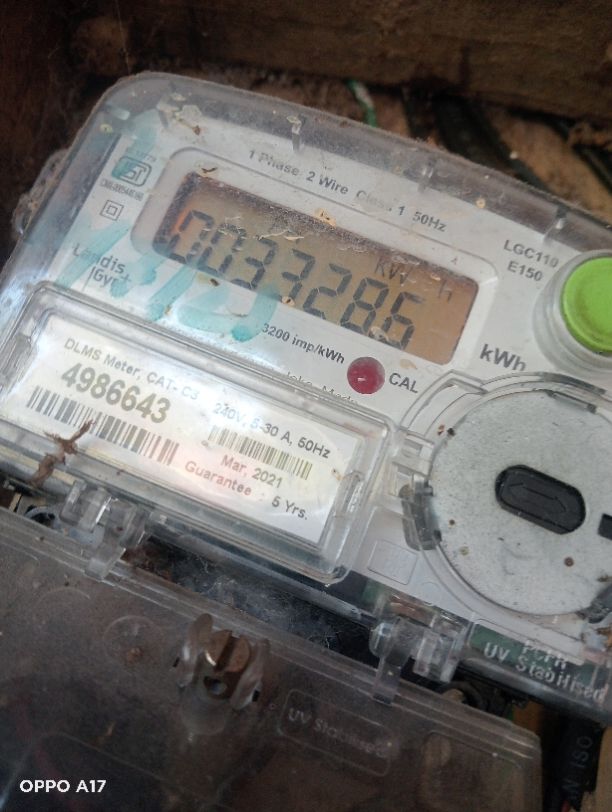 1 Phase 2 Wire Class 1 50Hz
LGC110
E150
kW h
0033286
Landis
Gyr+
3200 imp/kWh
kWh
CAL
DLMS Meter, CAT- C3
4986643
240V, 5-30 A, 50Hz
Mar, 2021
Guarantee : 5 Yrs.
UV Stabilised
UV Stabilised
OPPO A17